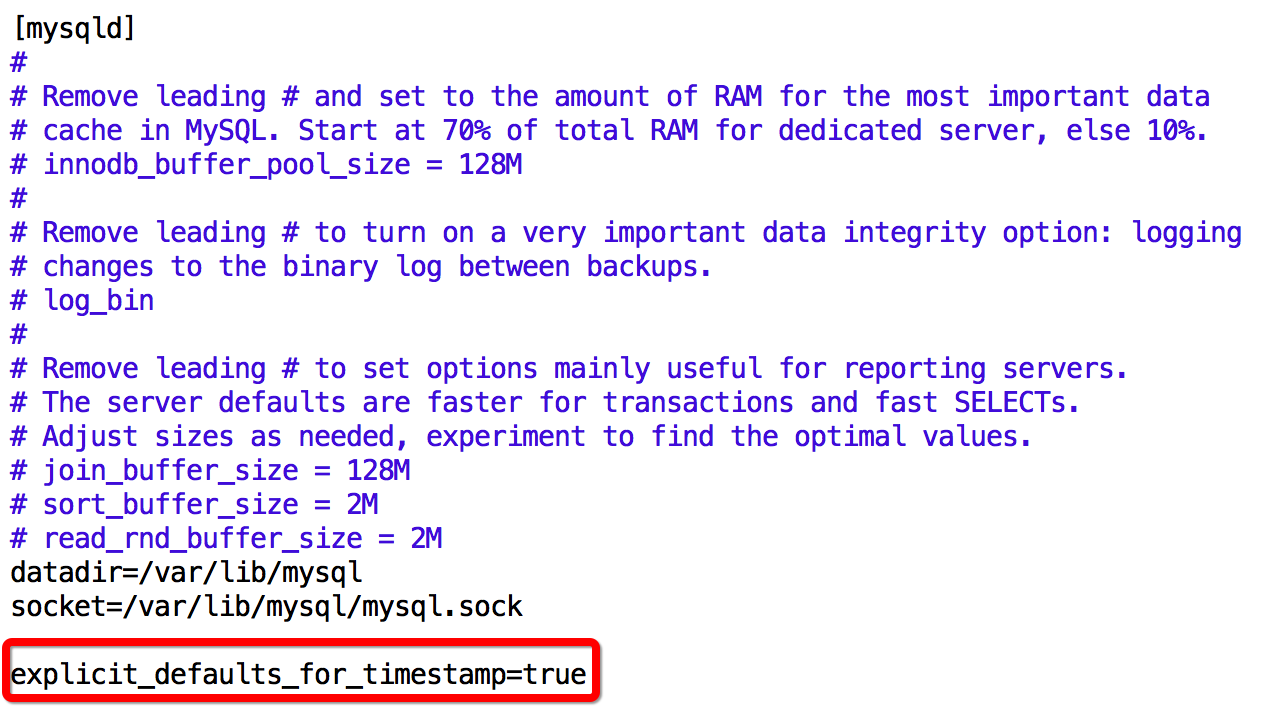 [mysqld]
#
# Remove leading # and set to the amount of RAM for the most important data
# cache in MySQL. Start at 70% of total RAM for dedicated server, else 10%.
# innodb_buffer_pool_size = 128M
#
# Remove leading # to turn on a very important data integrity option: logging
# changes to the binary log between backups.
# log_bin
#
# Remove leading # to set options mainly useful for reporting servers.
# The server defaults are faster for transactions and fast SELECTs.
# Adjust sizes as needed, experiment to find the optimal values.
# join_buffer_size = 128M
# sort_buffer_size = 2M
# read_rnd_buffer_size = 2M
datadir=/var/lib/mysql
socket=/var/lib/mysql/mysql.sock
explicit_defaults_for_timestamp=true